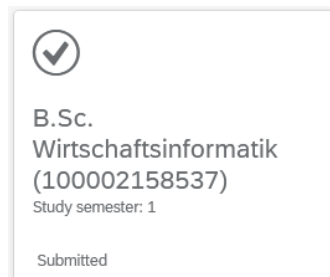 B.Sc.
Wirtschaftsinformatik
(100002158537)
Study semester: 1
Submitted